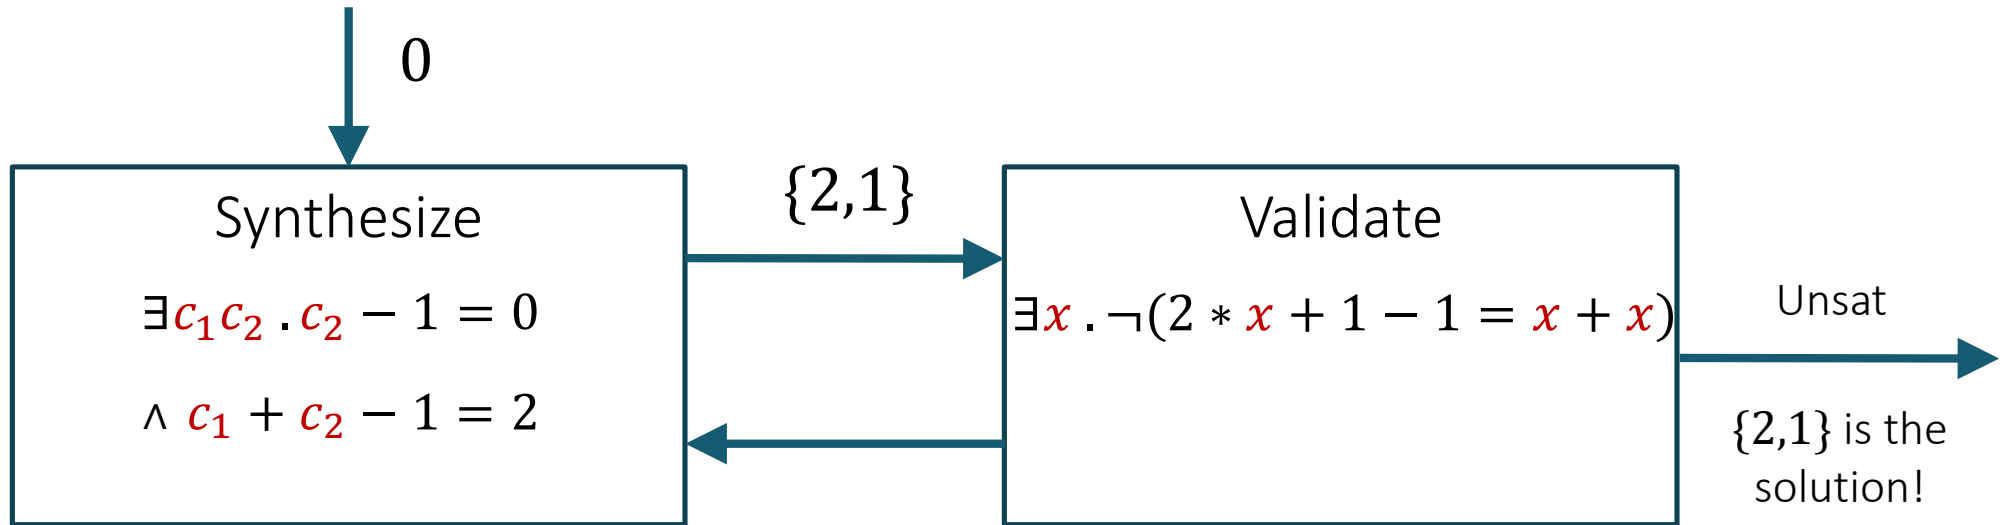 0
Synthesize
∃c₁c₂ . c₂ − 1 = 0
∧ c₁ + c₂ − 1 = 2
{2,1}
Validate
∃x . ¬(2 ∗ x + 1 − 1 = x + x)
Unsat
{2,1} is the
solution!